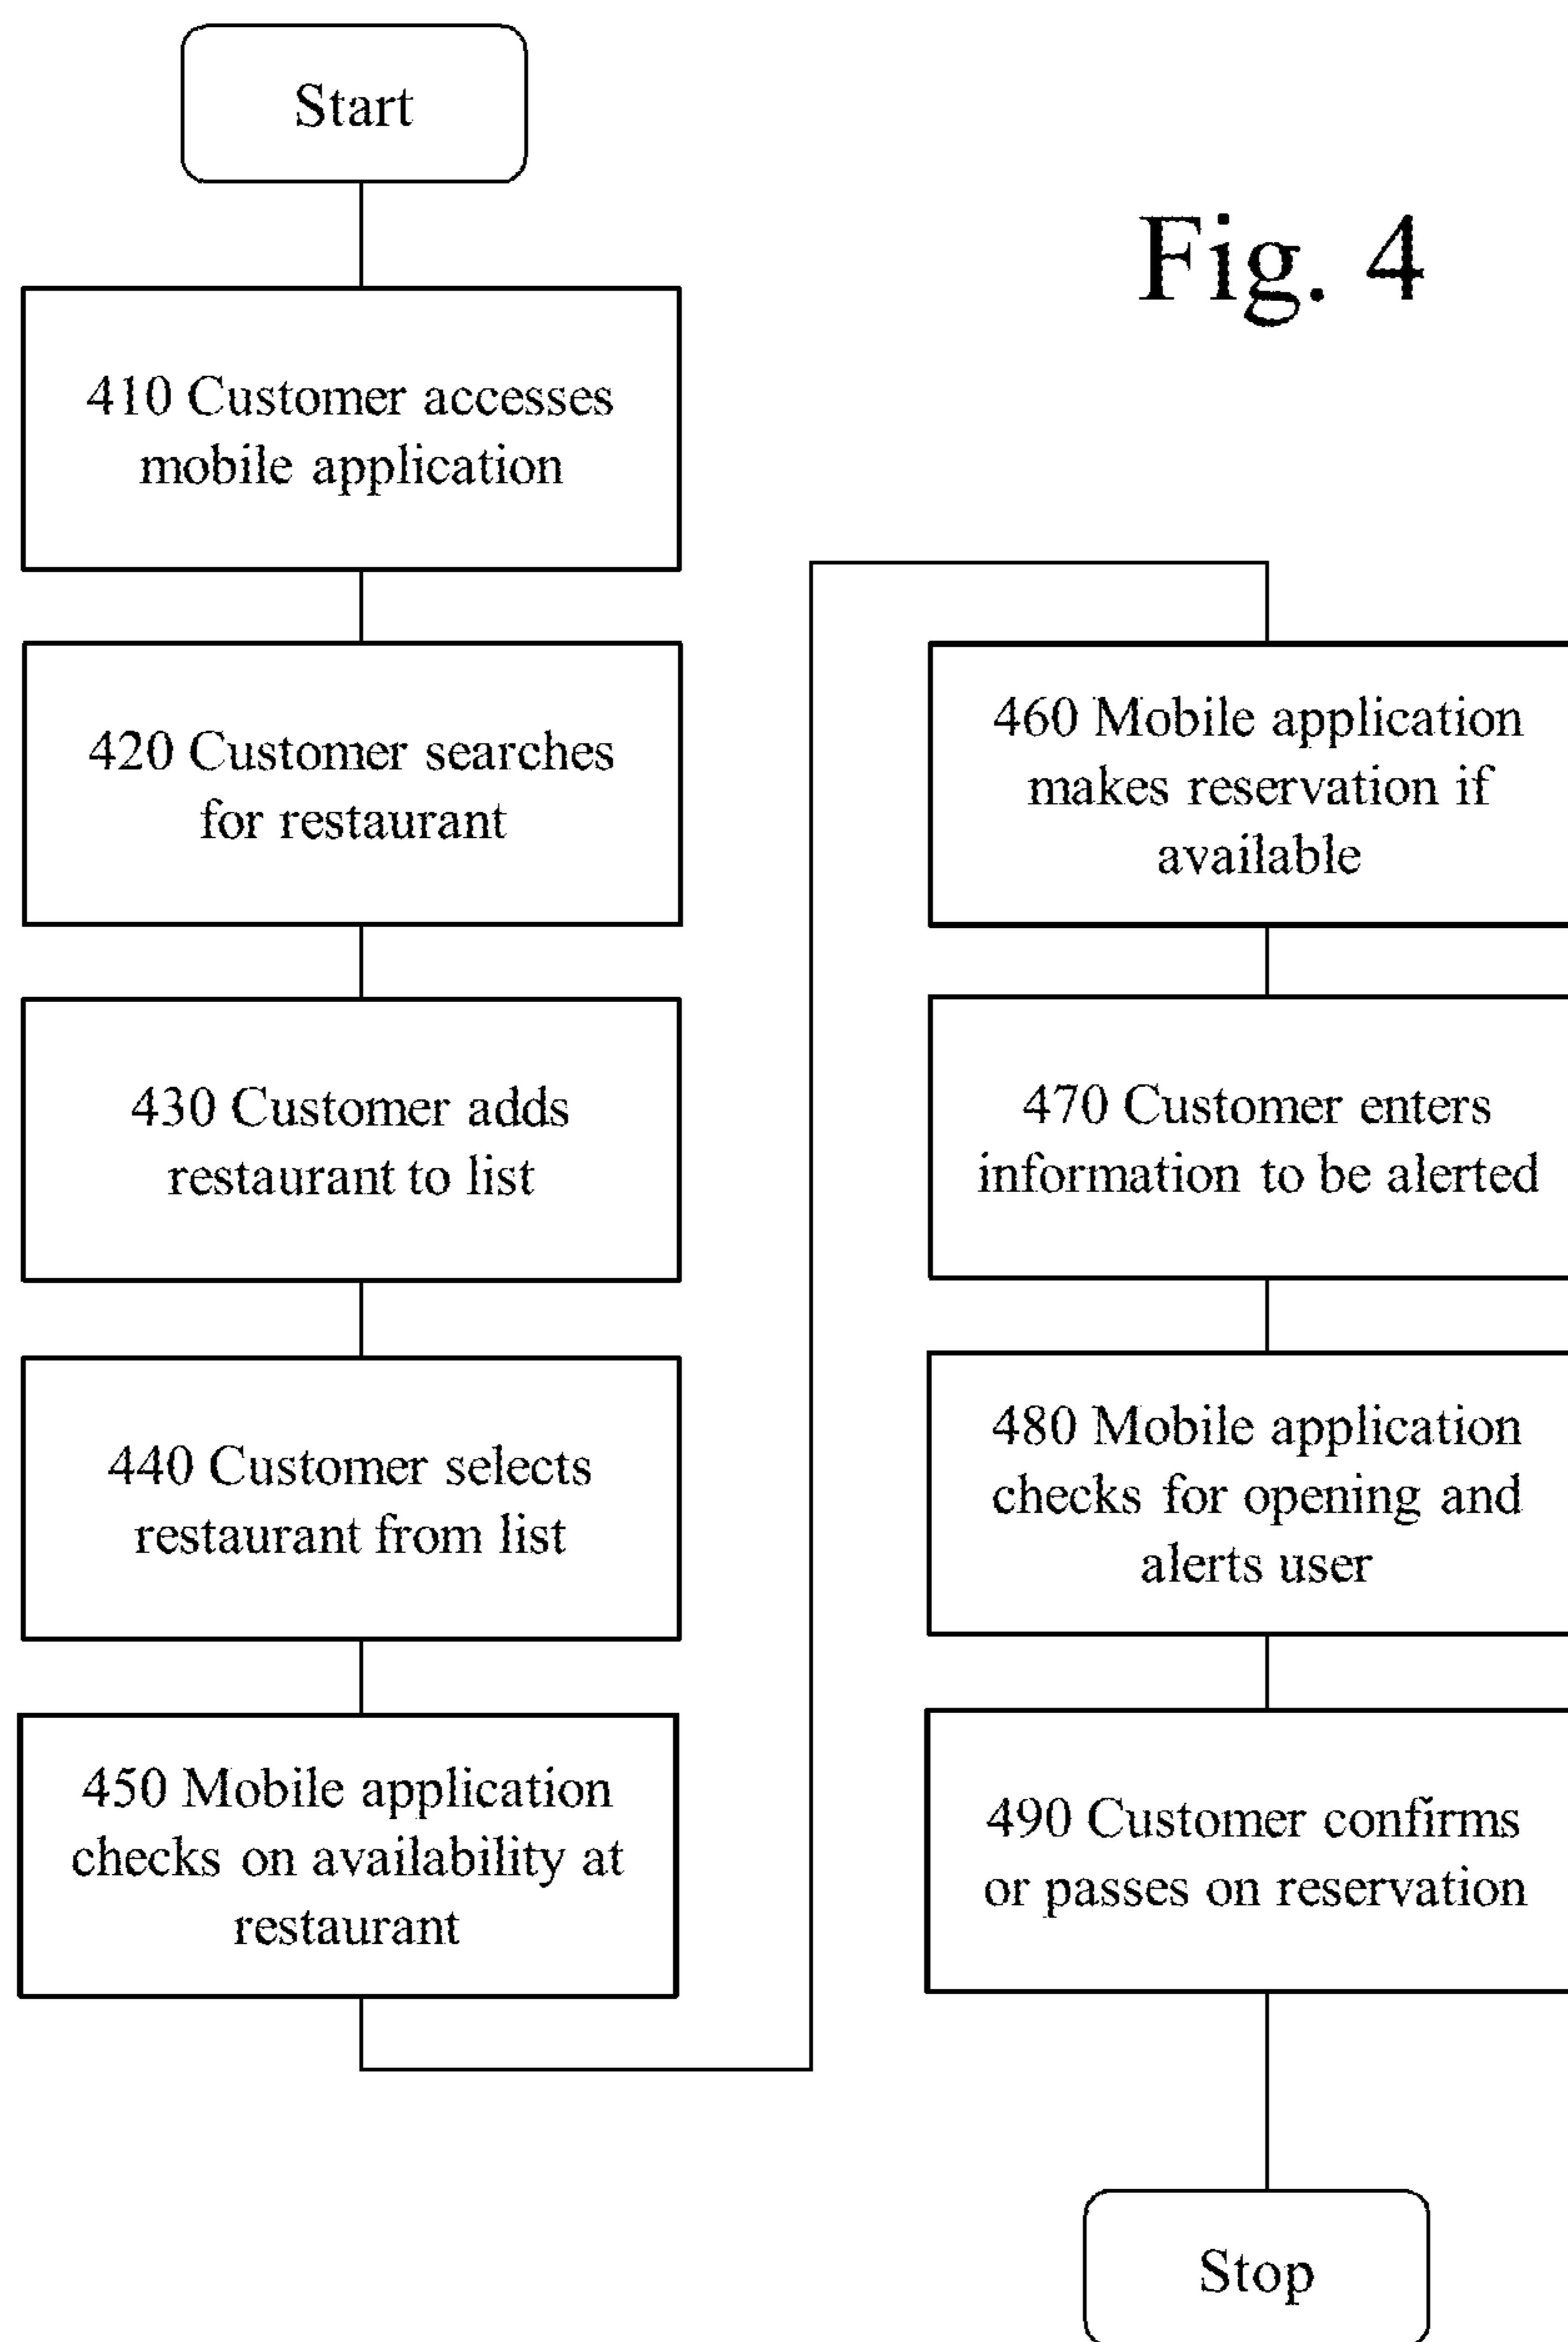 Start
Fig. 4
410 Customer accesses
mobile application
420 Customer searches
for restaurant
430 Customer adds
restaurant to list
440 Customer selects
restaurant from list
450 Mobile application
checks on availability at
restaurant
460 Mobile application
makes reservation if
available
470 Customer enters
information to be alerted
480 Mobile application
checks for opening and
alerts user
490 Customer confirms
or passes on reservation
Stop